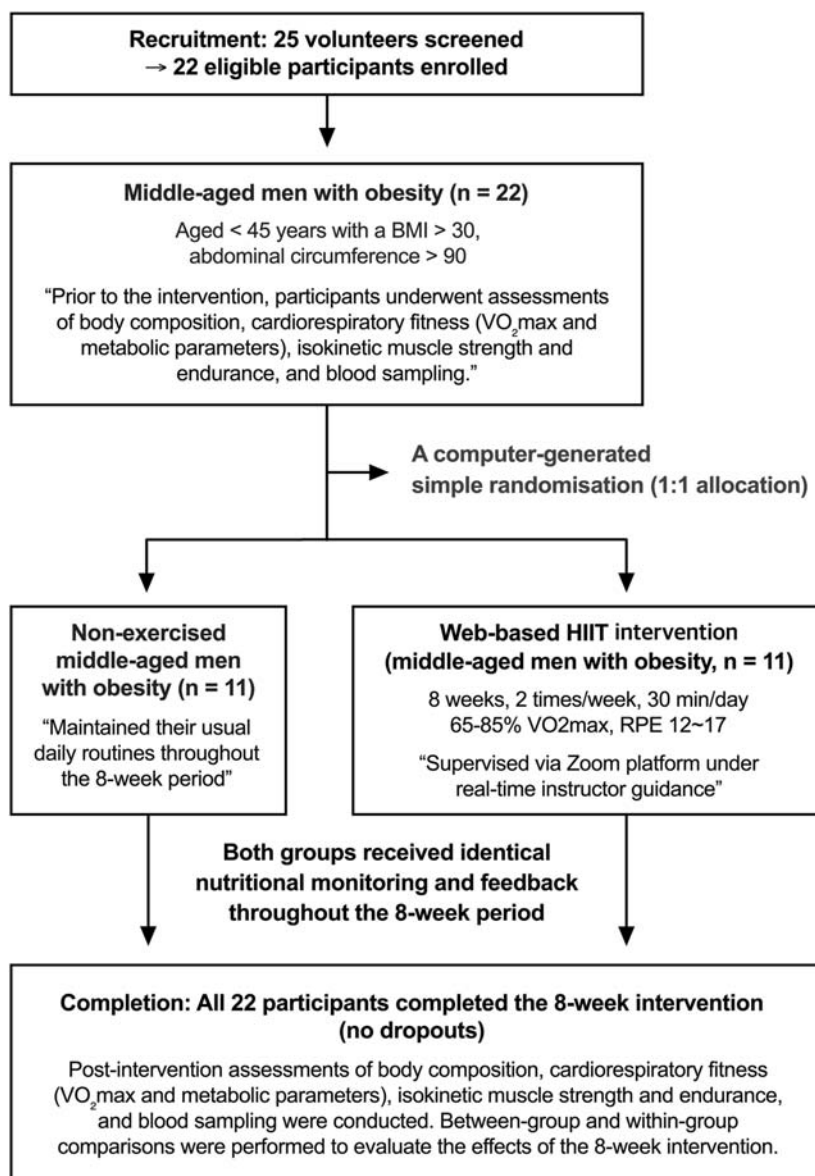 Recruitment: 25 volunteers screened
→ 22 eligible participants enrolled
Middle-aged men with obesity (n = 22)
Aged < 45 years with a BMI > 30,
abdominal circumference > 90
“Prior to the intervention, participants underwent assessments
of body composition, cardiorespiratory fitness (VO₂max and
metabolic parameters), isokinetic muscle strength and
endurance, and blood sampling.”
A computer-generated
simple randomisation (1:1 allocation)
Non-exercised
middle-aged men
with obesity (n = 11)
“Maintained their usual
daily routines throughout
the 8-week period”
Web-based HIIT intervention
(middle-aged men with obesity, n = 11)
8 weeks, 2 times/week, 30 min/day
65-85% VO2max, RPE 12~17
“Supervised via Zoom platform under
real-time instructor guidance”
Both groups received identical
nutritional monitoring and feedback
throughout the 8-week period
Completion: All 22 participants completed the 8-week intervention
(no dropouts)
Post-intervention assessments of body composition, cardiorespiratory fitness
(VO₂max and metabolic parameters), isokinetic muscle strength and endurance,
and blood sampling were conducted. Between-group and within-group
comparisons were performed to evaluate the effects of the 8-week intervention.